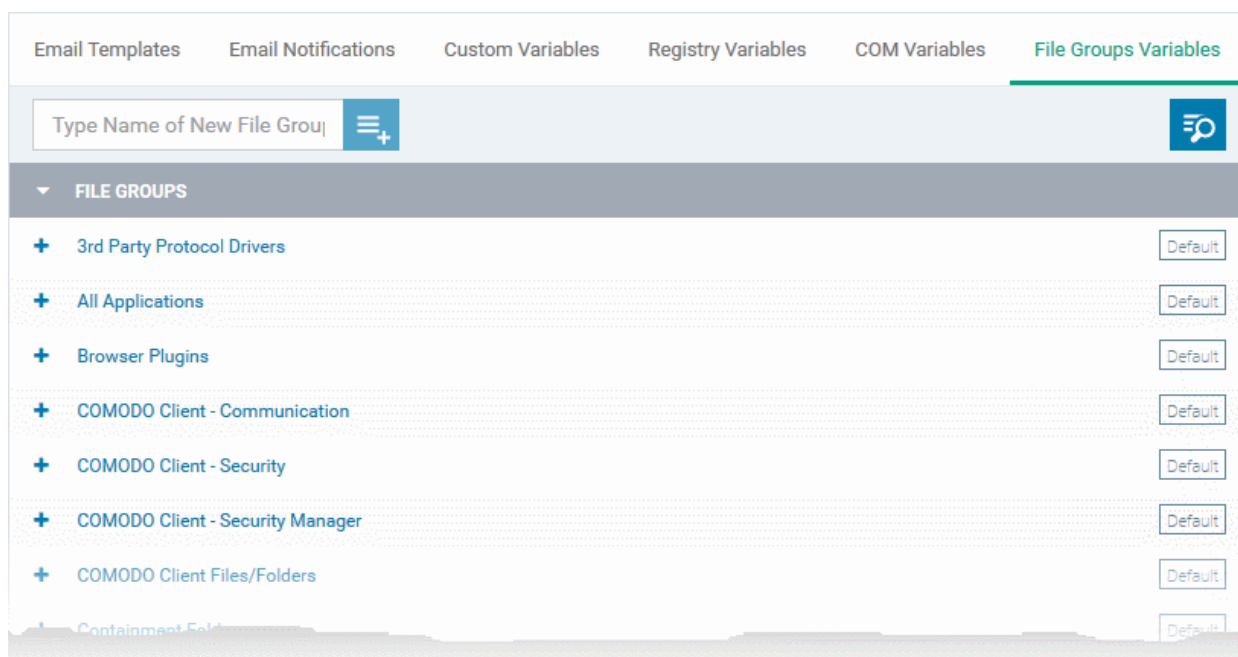 Email Templates Email Notifications Custom Variables Registry Variables COM Variables File Groups Variables
Type Name of New File Grou
FILE GROUPS
3rd Party Protocol Drivers Default
All Applications Default
Browser Plugins Default
COMODO Client - Communication Default
COMODO Client - Security Default
COMODO Client - Security Manager Default
COMODO Client Files/Folders Default
Containment Default